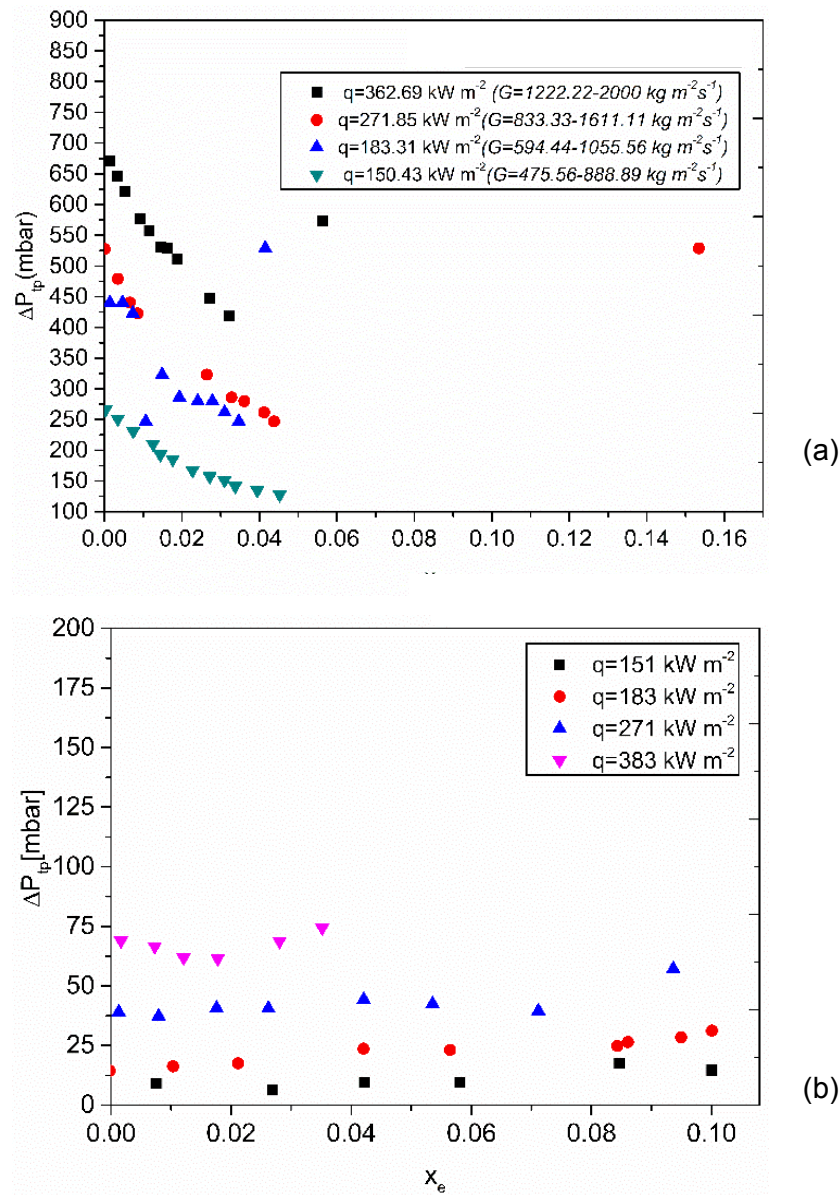 900
850
800
750
700
650
600
550
500
450
400
350
300
250
200
150
100
ΔP_tp(mbar)
q=362.69 kW m⁻² (G=1222.22-2000 kg m⁻²s⁻¹)
q=271.85 kW m⁻²(G=833.33-1611.11 kg m⁻²s⁻¹)
q=183.31 kW m⁻²(G=594.44-1055.56 kg m⁻²s⁻¹)
q=150.43 kW m⁻²(G=475.56-888.89 kg m⁻²s⁻¹)
(a)
0.00 0.02 0.04 0.06 0.08 0.10 0.12 0.14 0.16
200
175
150
125
100
75
50
25
0
ΔP_tp[mbar]
q=151 kW m⁻²
q=183 kW m⁻²
q=271 kW m⁻²
q=383 kW m⁻²
(b)
0.00 0.02 0.04 0.06 0.08 0.10
x_e